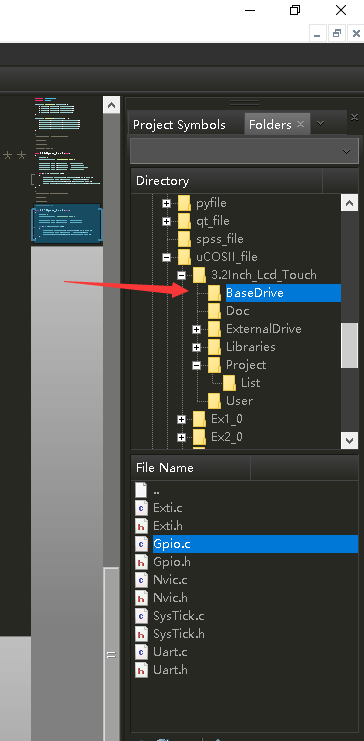 Project Symbols
Folders
Directory
pyfile
qt_file
spss_file
uCOSII_file
3.2Inch_Lcd_Touch
BaseDrive
Doc
ExternalDrive
Libraries
Project
List
User
Ex1_0
Ex2_0
File Name
..
Exti.c
Exti.h
Gpio.c
Gpio.h
Nvic.c
Nvic.h
SysTick.c
SysTick.h
Uart.c
Uart.h